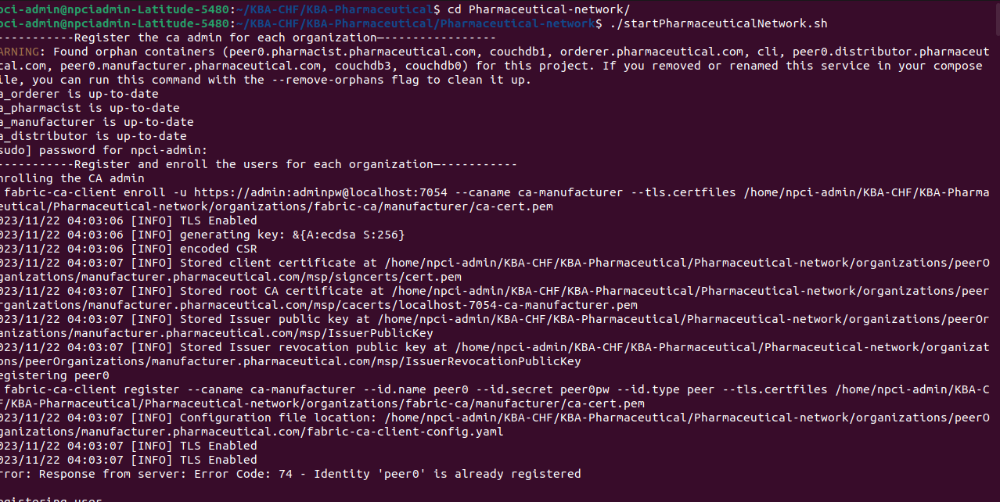 pci-admin@npciadmin-Latitude-5480:~/KBA-CHF/KBA-Pharmaceutical$ cd Pharmaceutical-network/
pci-admin@npciadmin-Latitude-5480:~/KBA-CHF/KBA-Pharmaceutical/Pharmaceutical-network$ ./startPharmaceuticalNetwork.sh
-----------Register the ca admin for each organization—----------------
ARNING: Found orphan containers (peer0.pharmacist.pharmaceutical.com, couchdb1, orderer.pharmaceutical.com, cli, peer0.distributor.pharmaceut
cal.com, peer0.manufacturer.pharmaceutical.com, couchdb3, couchdb0) for this project. If you removed or renamed this service in your compose
ile, you can run this command with the --remove-orphans flag to clean it up.
a_orderer is up-to-date
a_pharmacist is up-to-date
a_manufacturer is up-to-date
a_distributor is up-to-date
sudo] password for npci-admin:
-----------Register and enroll the users for each organization—-----------
nrolling the CA admin
fabric-ca-client enroll -u https://admin:adminpw@localhost:7054 --caname ca-manufacturer --tls.certfiles /home/npci-admin/KBA-CHF/KBA-Pharma
eutical/Pharmaceutical-network/organizations/fabric-ca/manufacturer/ca-cert.pem
023/11/22 04:03:06 [INFO] TLS Enabled
023/11/22 04:03:06 [INFO] generating key: &{A:ecdsa S:256}
023/11/22 04:03:06 [INFO] encoded CSR
023/11/22 04:03:07 [INFO] Stored client certificate at /home/npci-admin/KBA-CHF/KBA-Pharmaceutical/Pharmaceutical-network/organizations/peerO
ganizations/manufacturer.pharmaceutical.com/msp/signcerts/cert.pem
023/11/22 04:03:07 [INFO] Stored root CA certificate at /home/npci-admin/KBA-CHF/KBA-Pharmaceutical/Pharmaceutical-network/organizations/peer
rganizations/manufacturer.pharmaceutical.com/msp/cacerts/localhost-7054-ca-manufacturer.pem
023/11/22 04:03:07 [INFO] Stored Issuer public key at /home/npci-admin/KBA-CHF/KBA-Pharmaceutical/Pharmaceutical-network/organizations/peerOr
anizations/manufacturer.pharmaceutical.com/msp/IssuerPublicKey
023/11/22 04:03:07 [INFO] Stored Issuer revocation public key at /home/npci-admin/KBA-CHF/KBA-Pharmaceutical/Pharmaceutical-network/organizat
ons/peerOrganizations/manufacturer.pharmaceutical.com/msp/IssuerRevocationPublicKey
egistering peer0
fabric-ca-client register --caname ca-manufacturer --id.name peer0 --id.secret peer0pw --id.type peer --tls.certfiles /home/npci-admin/KBA-C
F/KBA-Pharmaceutical/Pharmaceutical-network/organizations/fabric-ca/manufacturer/ca-cert.pem
023/11/22 04:03:07 [INFO] Configuration file location: /home/npci-admin/KBA-CHF/KBA-Pharmaceutical/Pharmaceutical-network/organizations/peerO
ganizations/manufacturer.pharmaceutical.com/fabric-ca-client-config.yaml
023/11/22 04:03:07 [INFO] TLS Enabled
023/11/22 04:03:07 [INFO] TLS Enabled
rror: Response from server: Error Code: 74 - Identity 'peer0' is already registered
egistering user